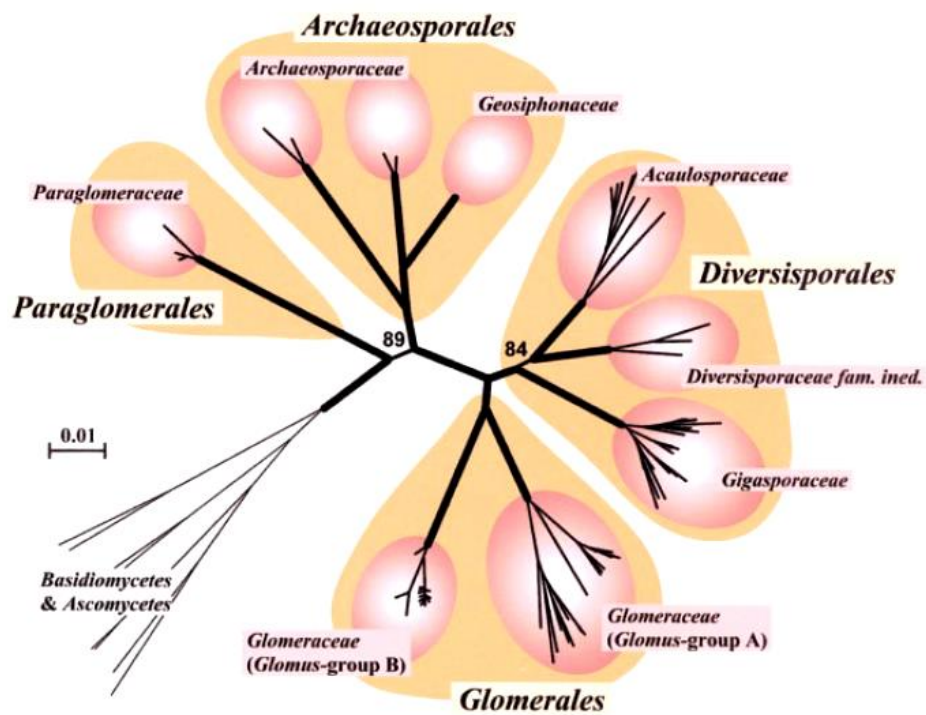 Archaeosporales
Archaeosporaceae
Geosiphonaceae
Acaulosporaceae
Paraglomeraceae
Diversisporales
Paraglomerales
89
84
Diversisporaceae fam. ined.
0.01
Gigasporaceae
Basidiomycetes
& Ascomycetes
Glomeraceae
(Glomus-group A)
Glomeraceae
(Glomus-group B)
Glomerales